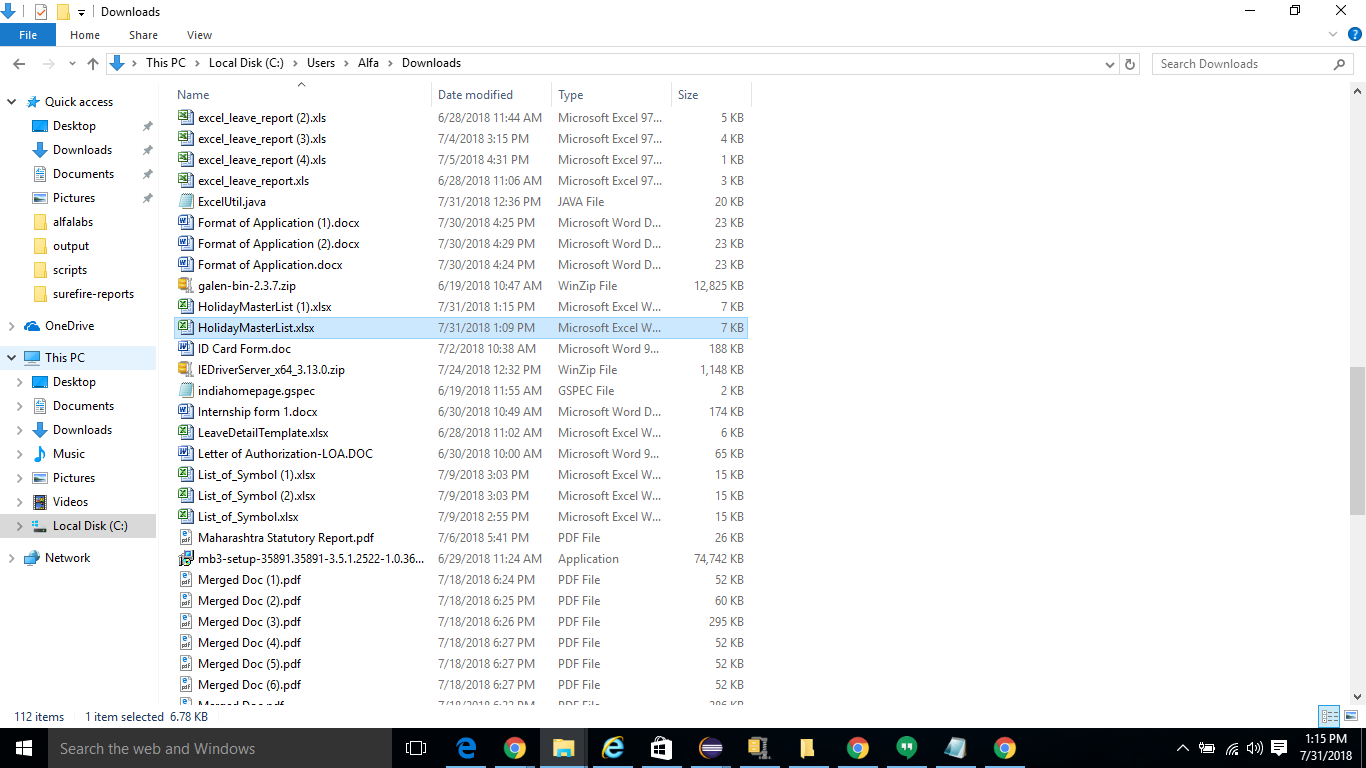 Downloads
File Home Share View
This PC Local Disk (C:) Users Alfa Downloads Search Downloads
Quick access
Desktop
Downloads
Documents
Pictures
alfalabs
output
scripts
surefire-reports
OneDrive
This PC
Desktop
Documents
Downloads
Music
Pictures
Videos
Local Disk (C:)
Network
Name Date modified Type Size
excel_leave_report (2).xls 6/28/2018 11:44 AM Microsoft Excel 97... 5 KB
excel_leave_report (3).xls 7/4/2018 3:15 PM Microsoft Excel 97... 4 KB
excel_leave_report (4).xls 7/5/2018 4:31 PM Microsoft Excel 97... 1 KB
excel_leave_report.xls 6/28/2018 11:06 AM Microsoft Excel 97... 3 KB
ExcelUtil.java 7/31/2018 12:36 PM JAVA File 20 KB
Format of Application (1).docx 7/30/2018 4:25 PM Microsoft Word D... 23 KB
Format of Application (2).docx 7/30/2018 4:29 PM Microsoft Word D... 23 KB
Format of Application.docx 7/30/2018 4:24 PM Microsoft Word D... 23 KB
galen-bin-2.3.7.zip 6/19/2018 10:47 AM WinZip File 12,825 KB
HolidayMasterList (1).xlsx 7/31/2018 1:15 PM Microsoft Excel W... 7 KB
HolidayMasterList.xlsx 7/31/2018 1:09 PM Microsoft Excel W... 7 KB
ID Card Form.doc 7/2/2018 10:38 AM Microsoft Word 9... 188 KB
IEDriverServer_x64_3.13.0.zip 7/24/2018 12:32 PM WinZip File 1,148 KB
indiahomepage.gspec 6/19/2018 11:55 AM GSPEC File 2 KB
Internship form 1.docx 6/30/2018 10:49 AM Microsoft Word D... 174 KB
LeaveDetailTemplate.xlsx 6/28/2018 11:02 AM Microsoft Excel W... 6 KB
Letter of Authorization-LOA.DOC 6/30/2018 10:00 AM Microsoft Word 9... 65 KB
List_of_Symbol (1).xlsx 7/9/2018 3:03 PM Microsoft Excel W... 15 KB
List_of_Symbol (2).xlsx 7/9/2018 3:03 PM Microsoft Excel W... 15 KB
List_of_Symbol.xlsx 7/9/2018 2:55 PM Microsoft Excel W... 15 KB
Maharashtra Statutory Report.pdf 7/6/2018 5:41 PM PDF File 26 KB
mb3-setup-35891.35891-3.5.1.2522-1.0.36... 6/29/2018 11:24 AM Application 74,742 KB
Merged Doc (1).pdf 7/18/2018 6:24 PM PDF File 52 KB
Merged Doc (2).pdf 7/18/2018 6:25 PM PDF File 60 KB
Merged Doc (3).pdf 7/18/2018 6:26 PM PDF File 295 KB
Merged Doc (4).pdf 7/18/2018 6:27 PM PDF File 52 KB
Merged Doc (5).pdf 7/18/2018 6:27 PM PDF File 52 KB
Merged Doc (6).pdf 7/18/2018 6:27 PM PDF File 52 KB
112 items 1 item selected 6.78 KB
Search the web and Windows
1:15 PM
7/31/2018